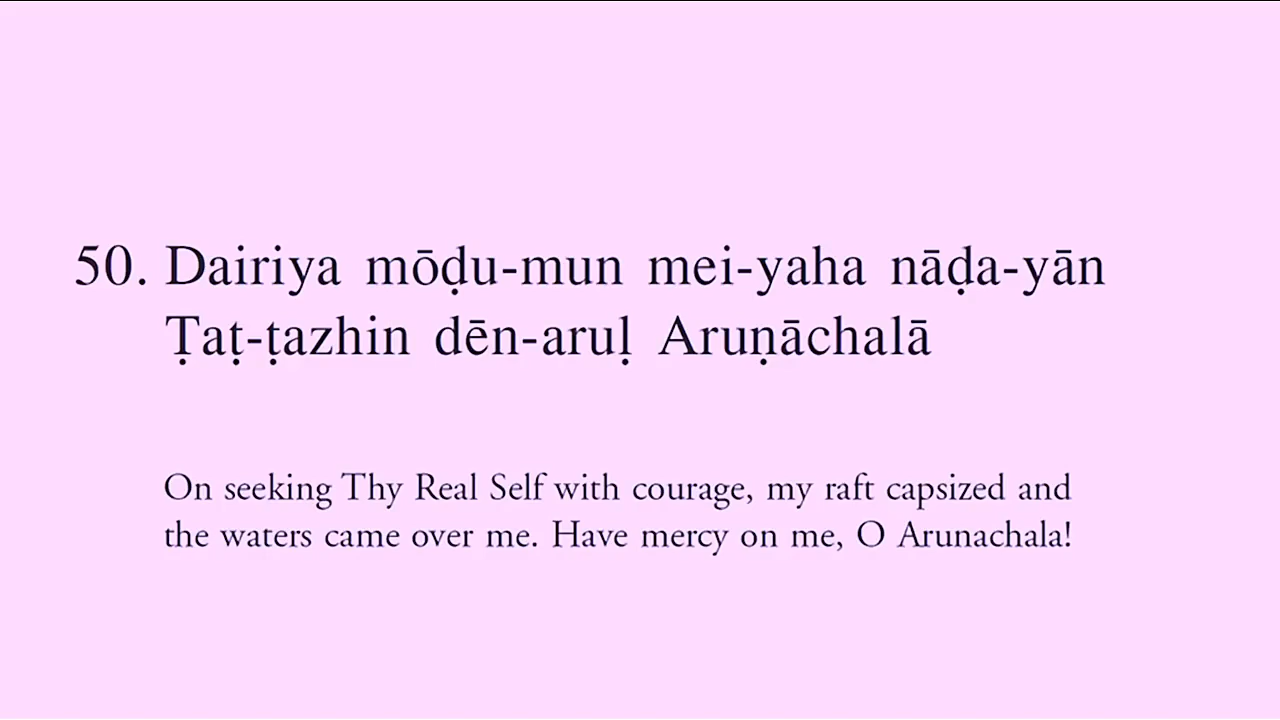 50. Dairiya mōḍu-mun mei-yaha nāḍa-yān
Ṭaṭ-ṭazhin dēn-aruḷ Aruṇāchalā
On seeking Thy Real Self with courage, my raft capsized and
the waters came over me. Have mercy on me, O Arunachala!